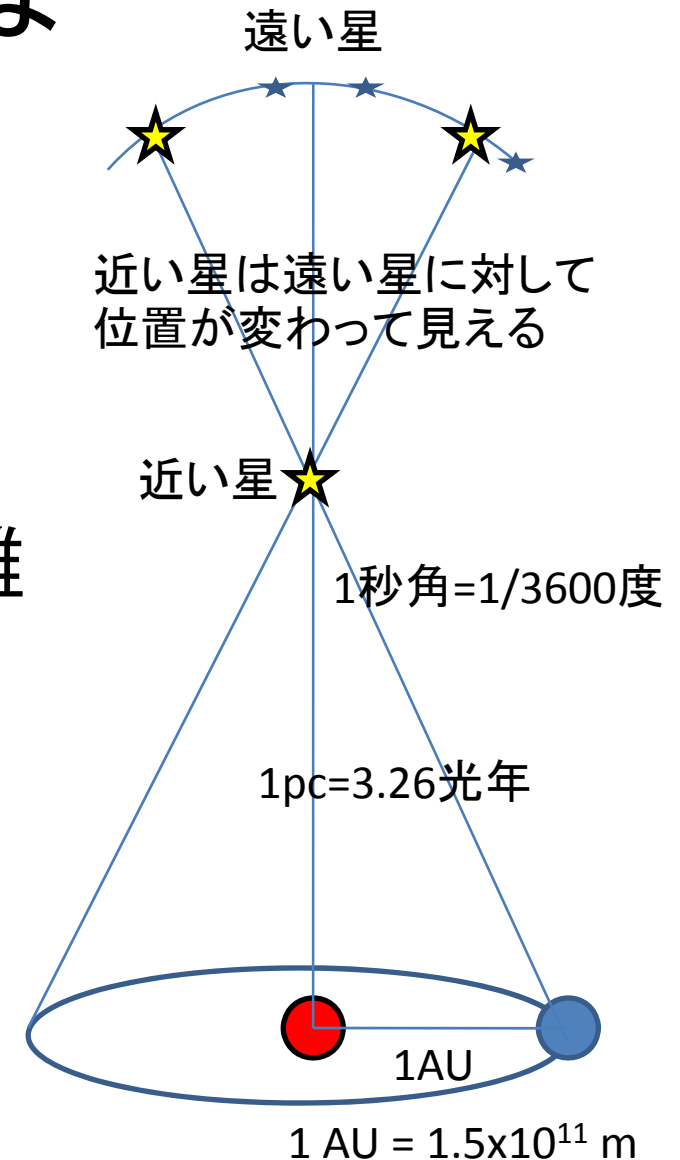 遠い星
近い星は遠い星に対して
位置が変わって見える
近い星
1秒角=1/3600度
1pc=3.26光年
1AU
1 AU = 1.5x10¹¹ m